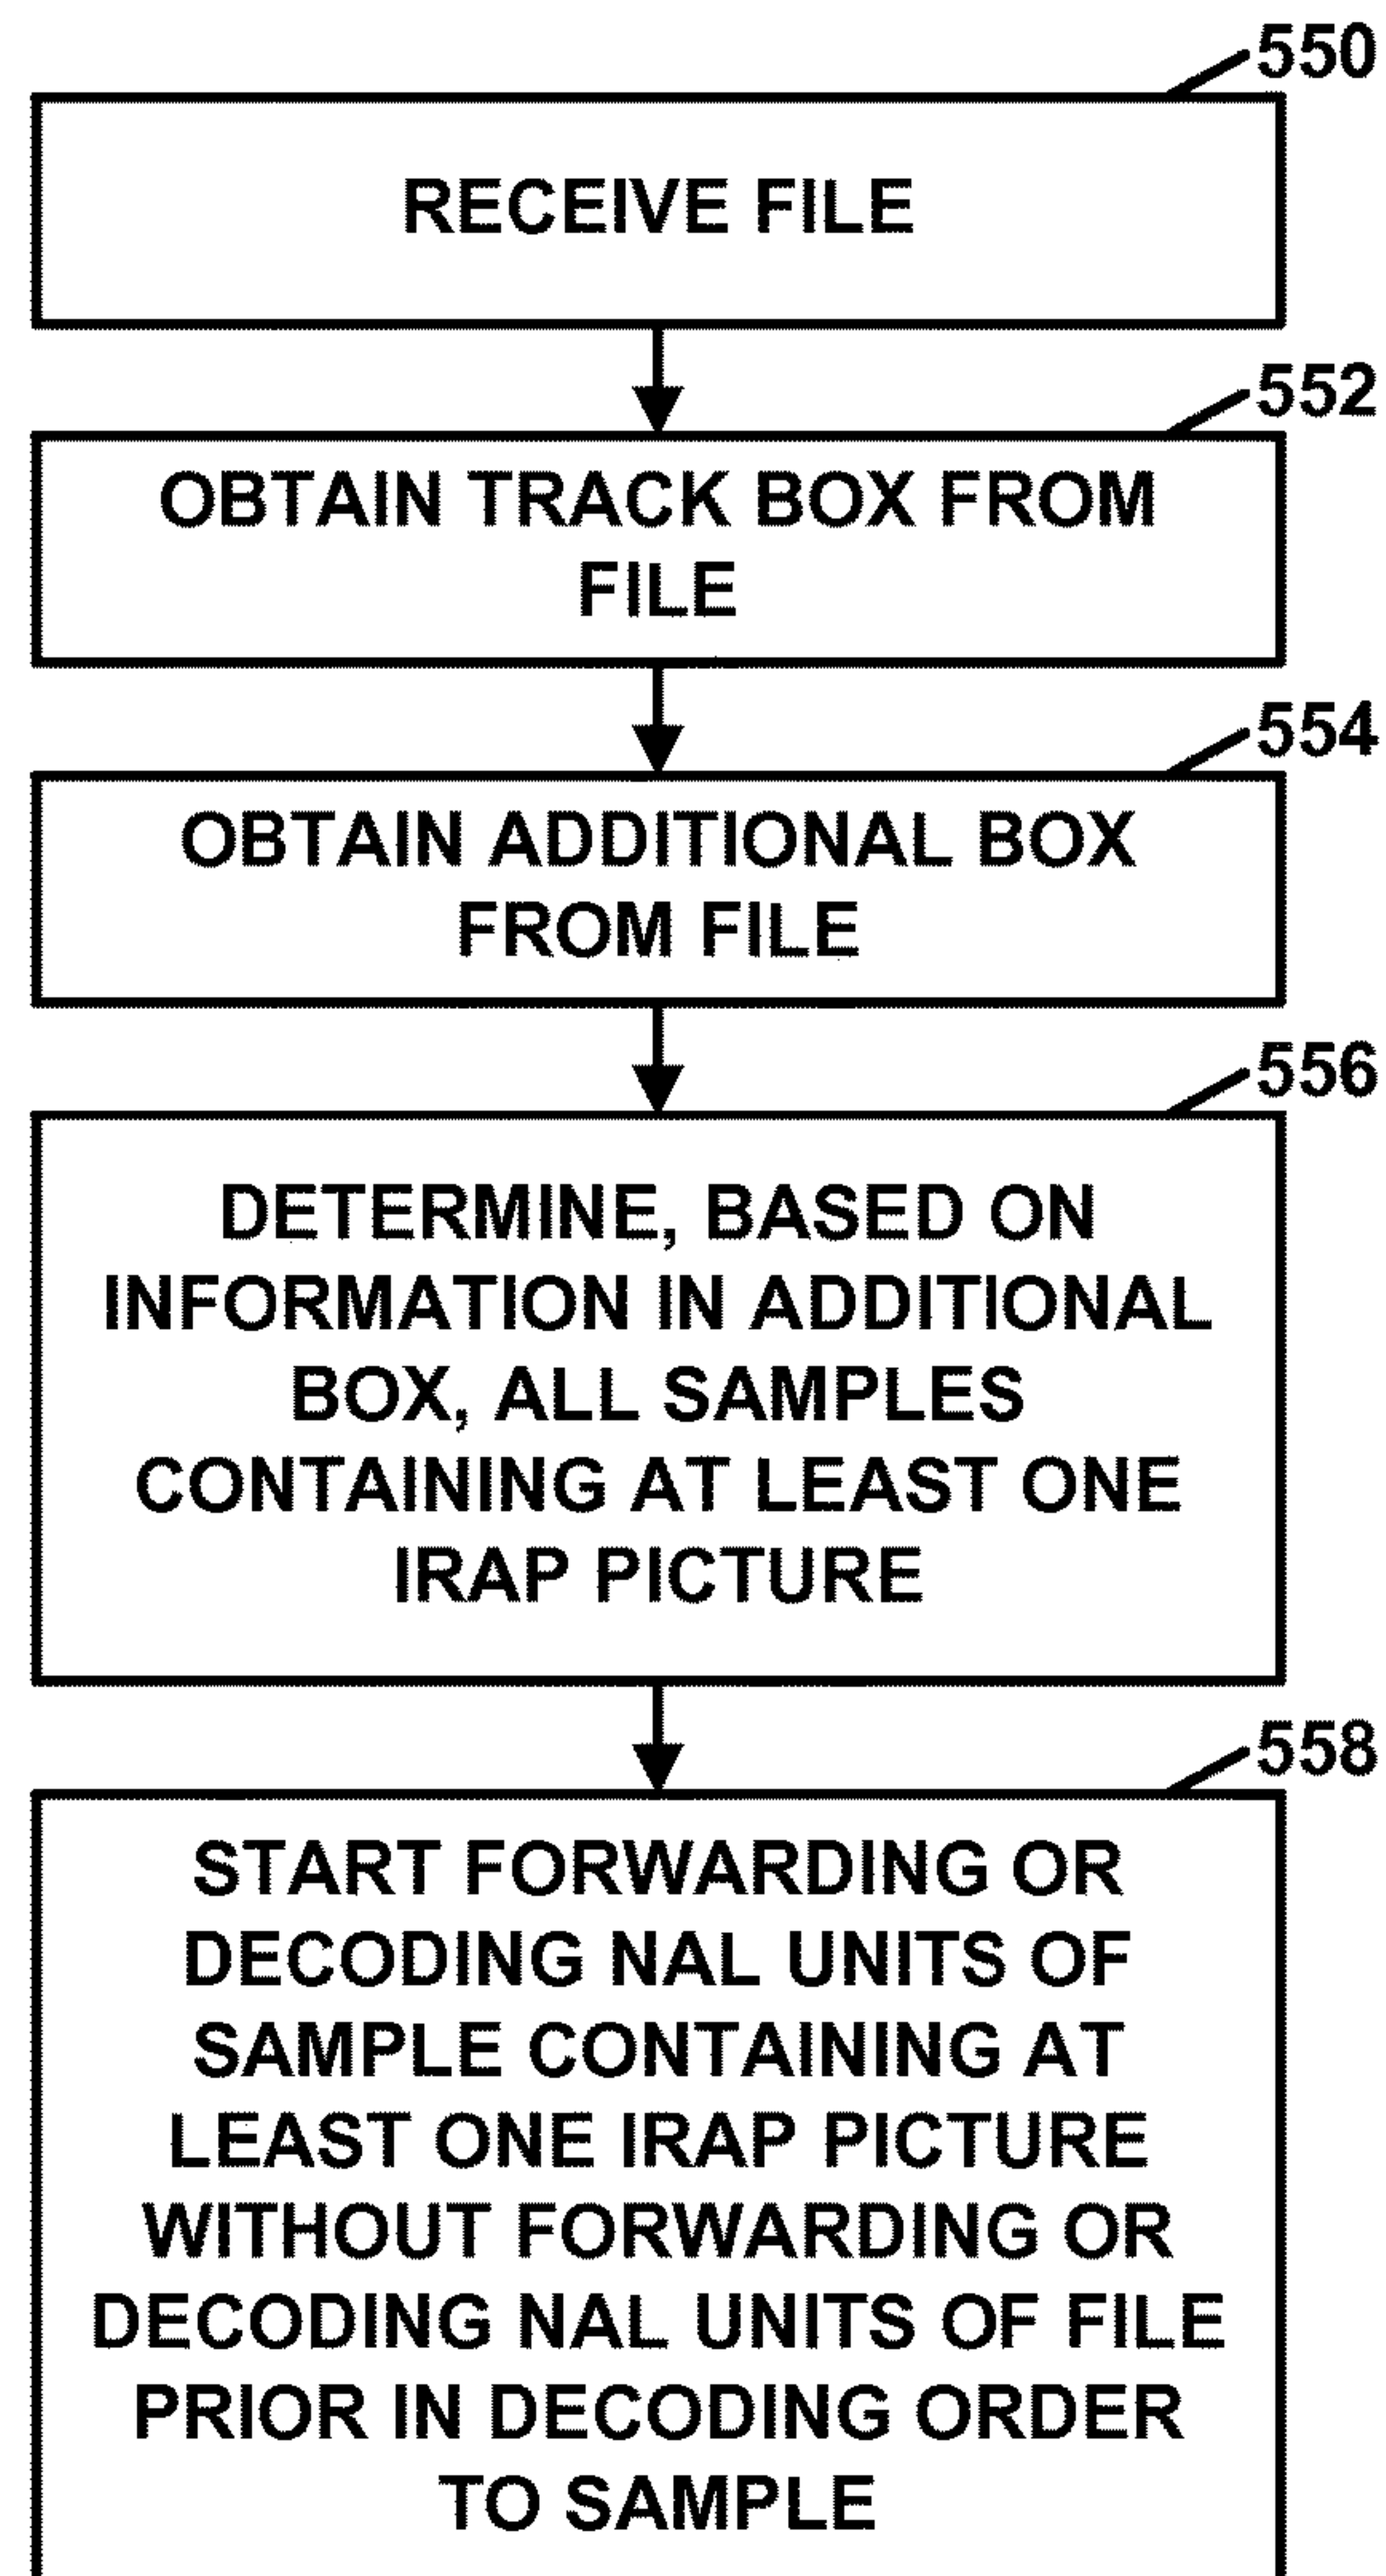 550
RECEIVE FILE
552
OBTAIN TRACK BOX FROM
FILE
554
OBTAIN ADDITIONAL BOX
FROM FILE
556
DETERMINE, BASED ON
INFORMATION IN ADDITIONAL
BOX, ALL SAMPLES
CONTAINING AT LEAST ONE
IRAP PICTURE
558
START FORWARDING OR
DECODING NAL UNITS OF
SAMPLE CONTAINING AT
LEAST ONE IRAP PICTURE
WITHOUT FORWARDING OR
DECODING NAL UNITS OF FILE
PRIOR IN DECODING ORDER
TO SAMPLE